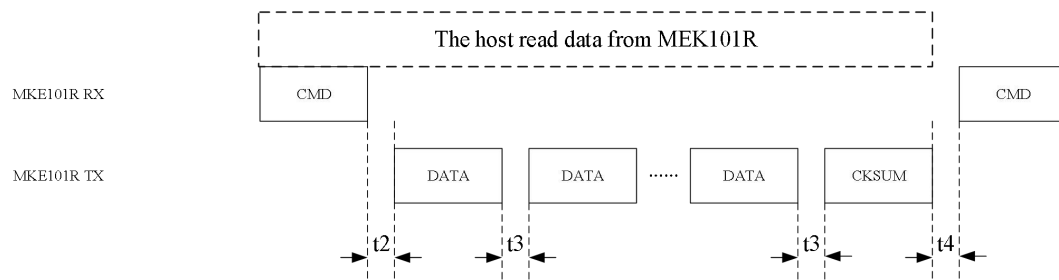 The host read data from MEK101R
MKE101R RX
CMD
CMD
MKE101R TX
DATA
DATA
······
DATA
CKSUM
t2
t3
t3
t4